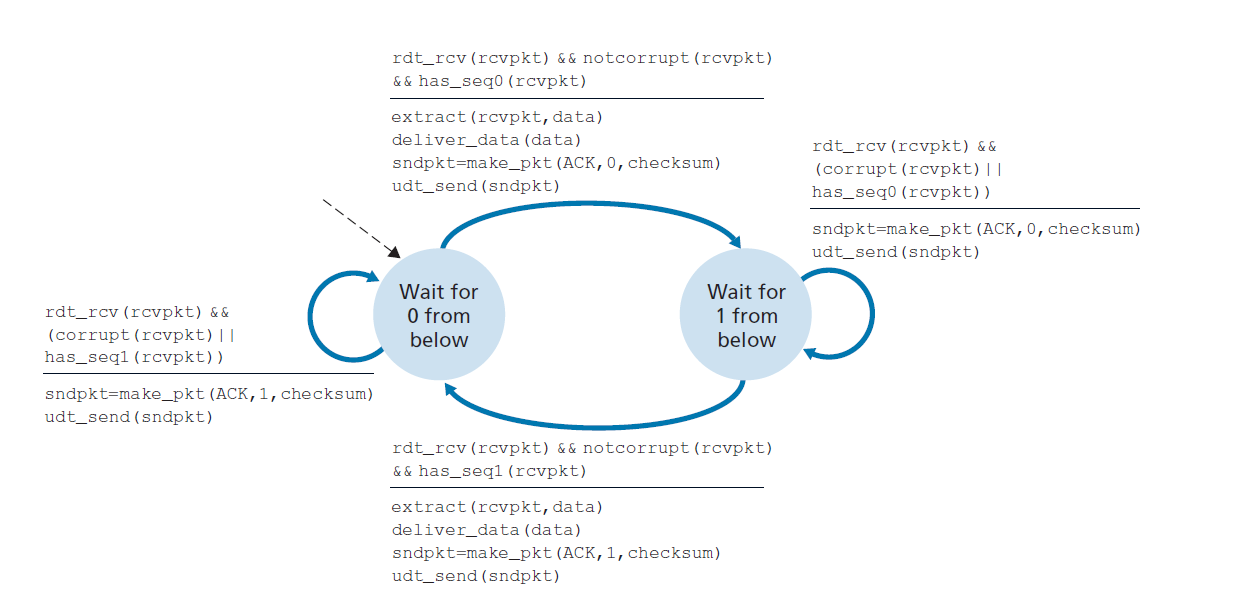 rdt_rcv(rcvpkt) && notcorrupt(rcvpkt)
&& has_seq0(rcvpkt)
extract(rcvpkt,data)
deliver_data(data)
sndpkt=make_pkt(ACK,0,checksum)
udt_send(sndpkt)
rdt_rcv(rcvpkt) &&
(corrupt(rcvpkt)||
has_seq0(rcvpkt))
sndpkt=make_pkt(ACK,0,checksum)
udt_send(sndpkt)
Wait for
0 from
below
Wait for
1 from
below
rdt_rcv(rcvpkt) &&
(corrupt(rcvpkt)||
has_seq1(rcvpkt))
sndpkt=make_pkt(ACK,1,checksum)
udt_send(sndpkt)
rdt_rcv(rcvpkt) && notcorrupt(rcvpkt)
&& has_seq1(rcvpkt)
extract(rcvpkt,data)
deliver_data(data)
sndpkt=make_pkt(ACK,1,checksum)
udt_send(sndpkt)